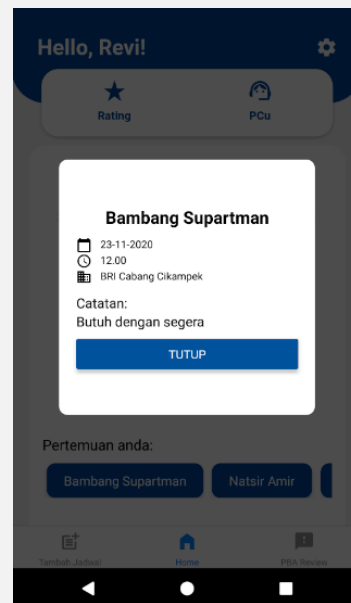 Hello, Revi!
Rating
PCu
Bambang Supartman
23-11-2020
12.00
BRI Cabang Cikampek
Catatan:
Butuh dengan segera
TUTUP
Pertemuan anda:
Bambang Supartman
Natsir Amir
Tamboh Jadwal
Home
PBA Review